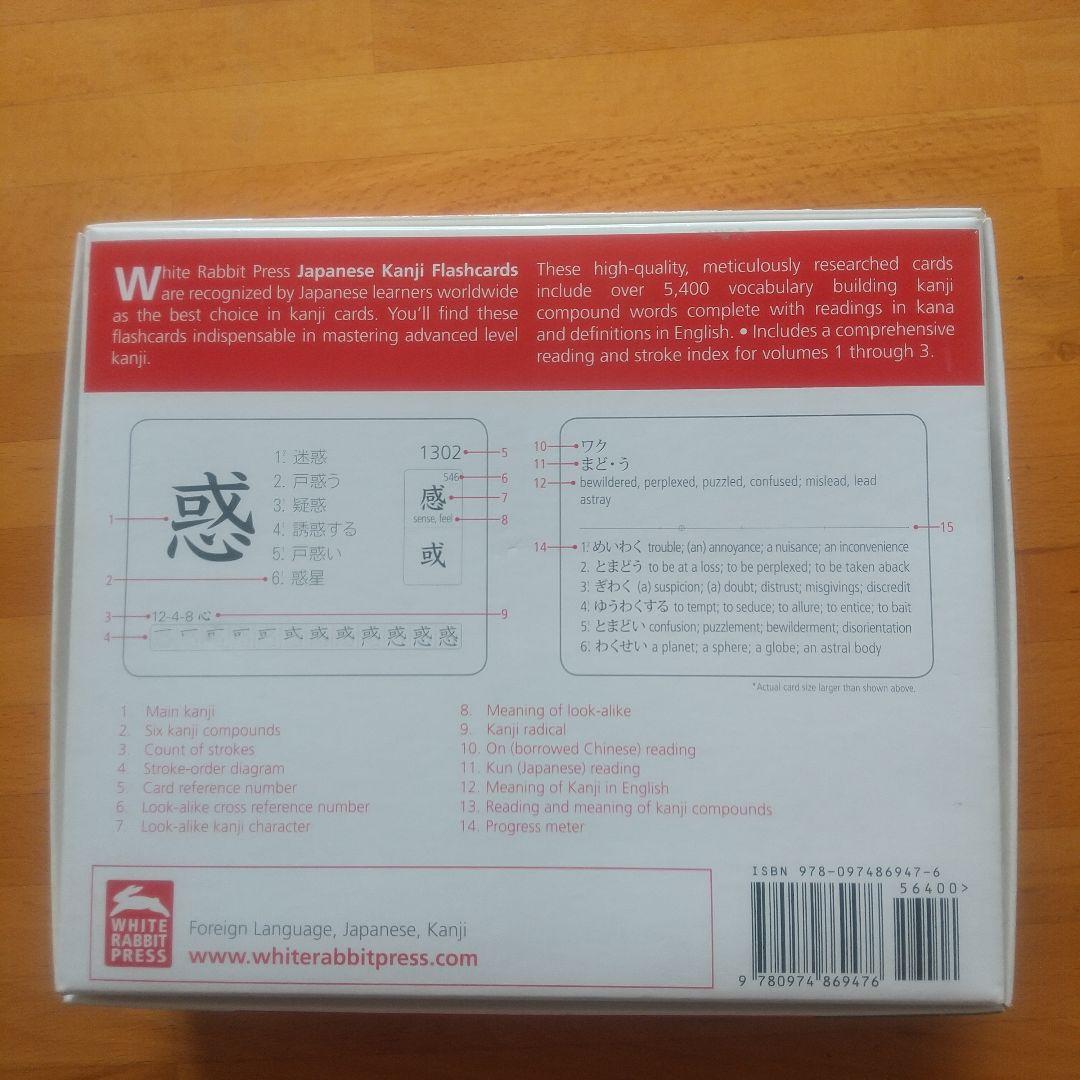 White Rabbit Press Japanese Kanji Flashcards
are recognized by Japanese learners worldwide
as the best choice in kanji cards. You'll find these
flashcards indispensable in mastering advanced level
kanji.
These high-quality, meticulously researched cards
include over 5,400 vocabulary building kanji
compound words complete with readings in kana
and definitions in English. • Includes a comprehensive
reading and stroke index for volumes 1 through 3.
惑
1. 迷惑
2. 戸惑う
3. 疑惑
4. 誘惑する
5. 戸惑い
6. 惑星
1302
546
感
sense, feel
或
12-4-8 心
1
2
3
4
5
6
7
8
9
10 ワク
11 まど・う
12 bewildered, perplexed, puzzled, confused; mislead, lead
astray
15
14 1. めいわく trouble; (an) annoyance; a nuisance; an inconvenience
2. とまどう to be at a loss; to be perplexed; to be taken aback
3. ぎわく (a) suspicion; (a) doubt; distrust; misgivings; discredit
4. ゆうわくする to tempt; to seduce; to allure; to entice; to bait
5. とまどい confusion; puzzlement; bewilderment; disorientation
6. わくせい a planet; a sphere; a globe; an astral body
*Actual card size larger than shown above.
1 Main kanji
2. Six kanji compounds
3. Count of strokes
4 Stroke-order diagram
5. Card reference number
6. Look-alike cross reference number
7. Look-alike kanji character
8. Meaning of look-alike
9. Kanji radical
10. On (borrowed Chinese) reading
11. Kun (Japanese) reading
12. Meaning of Kanji in English
13. Reading and meaning of kanji compounds
14. Progress meter
WHITE
RABBIT
PRESS
Foreign Language, Japanese, Kanji
www.whiterabbitpress.com
ISBN 978-097486947-6
56400>
9 780974 869476